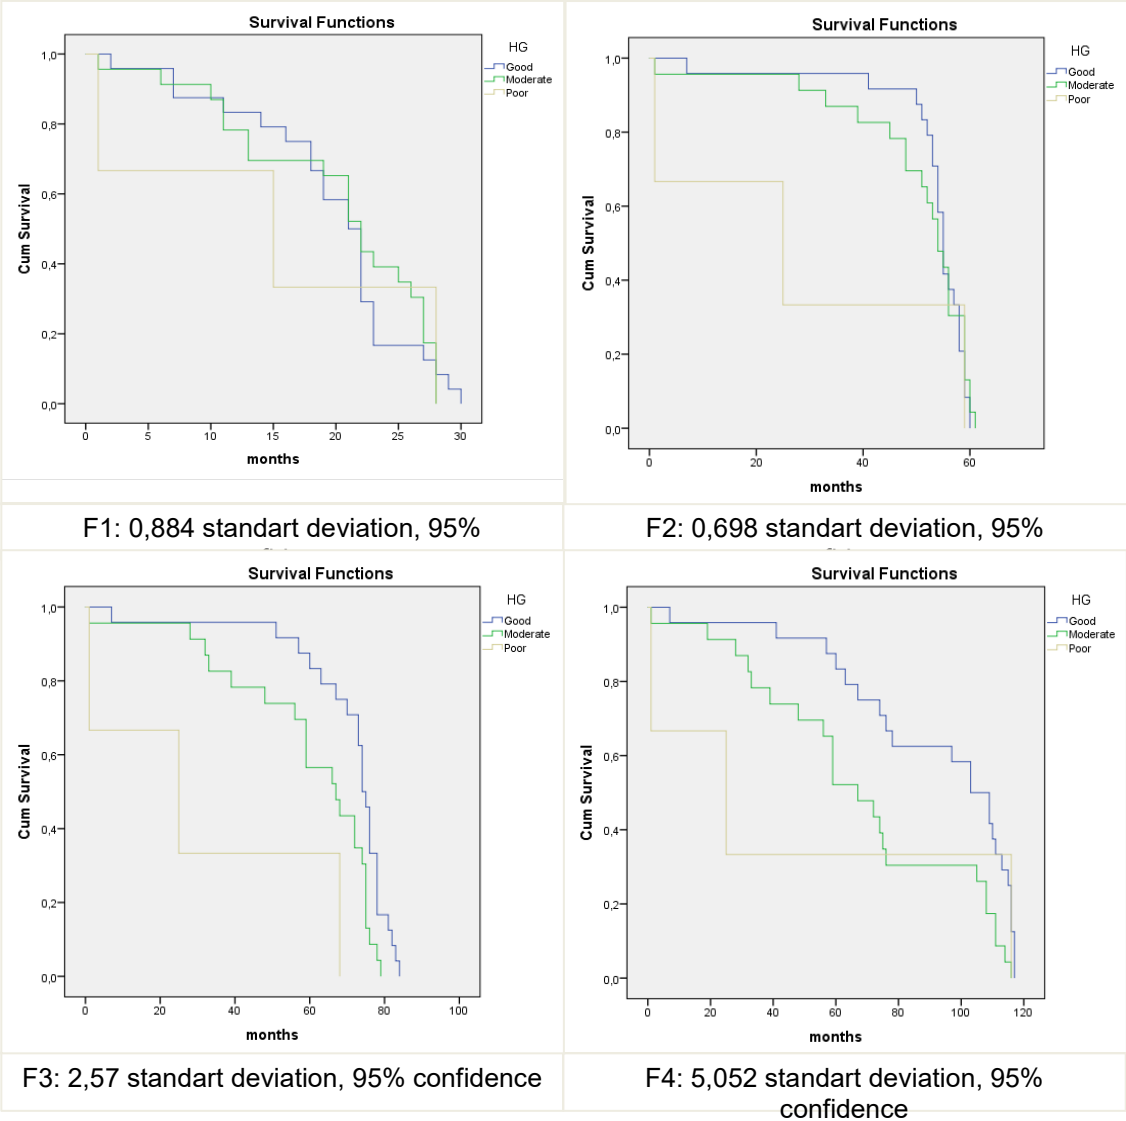 Survival Functions
HG
Good
Moderate
Poor
Cum Survival
1,0
0,8
0,6
0,4
0,2
0,0
0 5 10 15 20 25 30
months
F1: 0,884 standart deviation, 95%
Survival Functions
HG
Good
Moderate
Poor
Cum Survival
1,0
0,8
0,6
0,4
0,2
0,0
0 20 40 60
months
F2: 0,698 standart deviation, 95%
Survival Functions
HG
Good
Moderate
Poor
Cum Survival
1,0
0,8
0,6
0,4
0,2
0,0
0 20 40 60 80 100
months
F3: 2,57 standart deviation, 95% confidence
Survival Functions
HG
Good
Moderate
Poor
Cum Survival
1,0
0,8
0,6
0,4
0,2
0,0
0 20 40 60 80 100 120
months
F4: 5,052 standart deviation, 95%
confidence